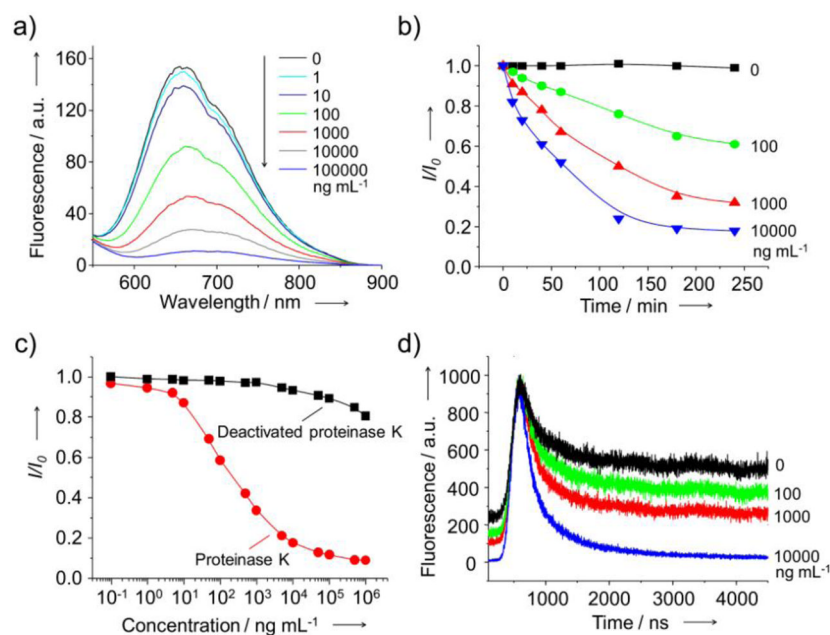 a)
160
120
80
40
0
Fluorescence / a.u.
600
700
800
900
Wavelength / nm
0
1
10
100
1000
10000
100000
ng mL-1
b)
1.0
0.8
0.6
0.4
0.2
0.0
I/I0
0
50
100
150
200
250
Time / min
0
100
1000
10000
ng mL-1
c)
1.0
0.8
0.6
0.4
0.2
0.0
I/I0
Deactivated proteinase K
Proteinase K
10-1 100 101 102 103 104 105 106
Concentration / ng mL-1
d)
1000
800
600
400
200
0
Fluorescence / a.u.
1000
2000
3000
4000
Time / ns
0
100
1000
10000
ng mL-1